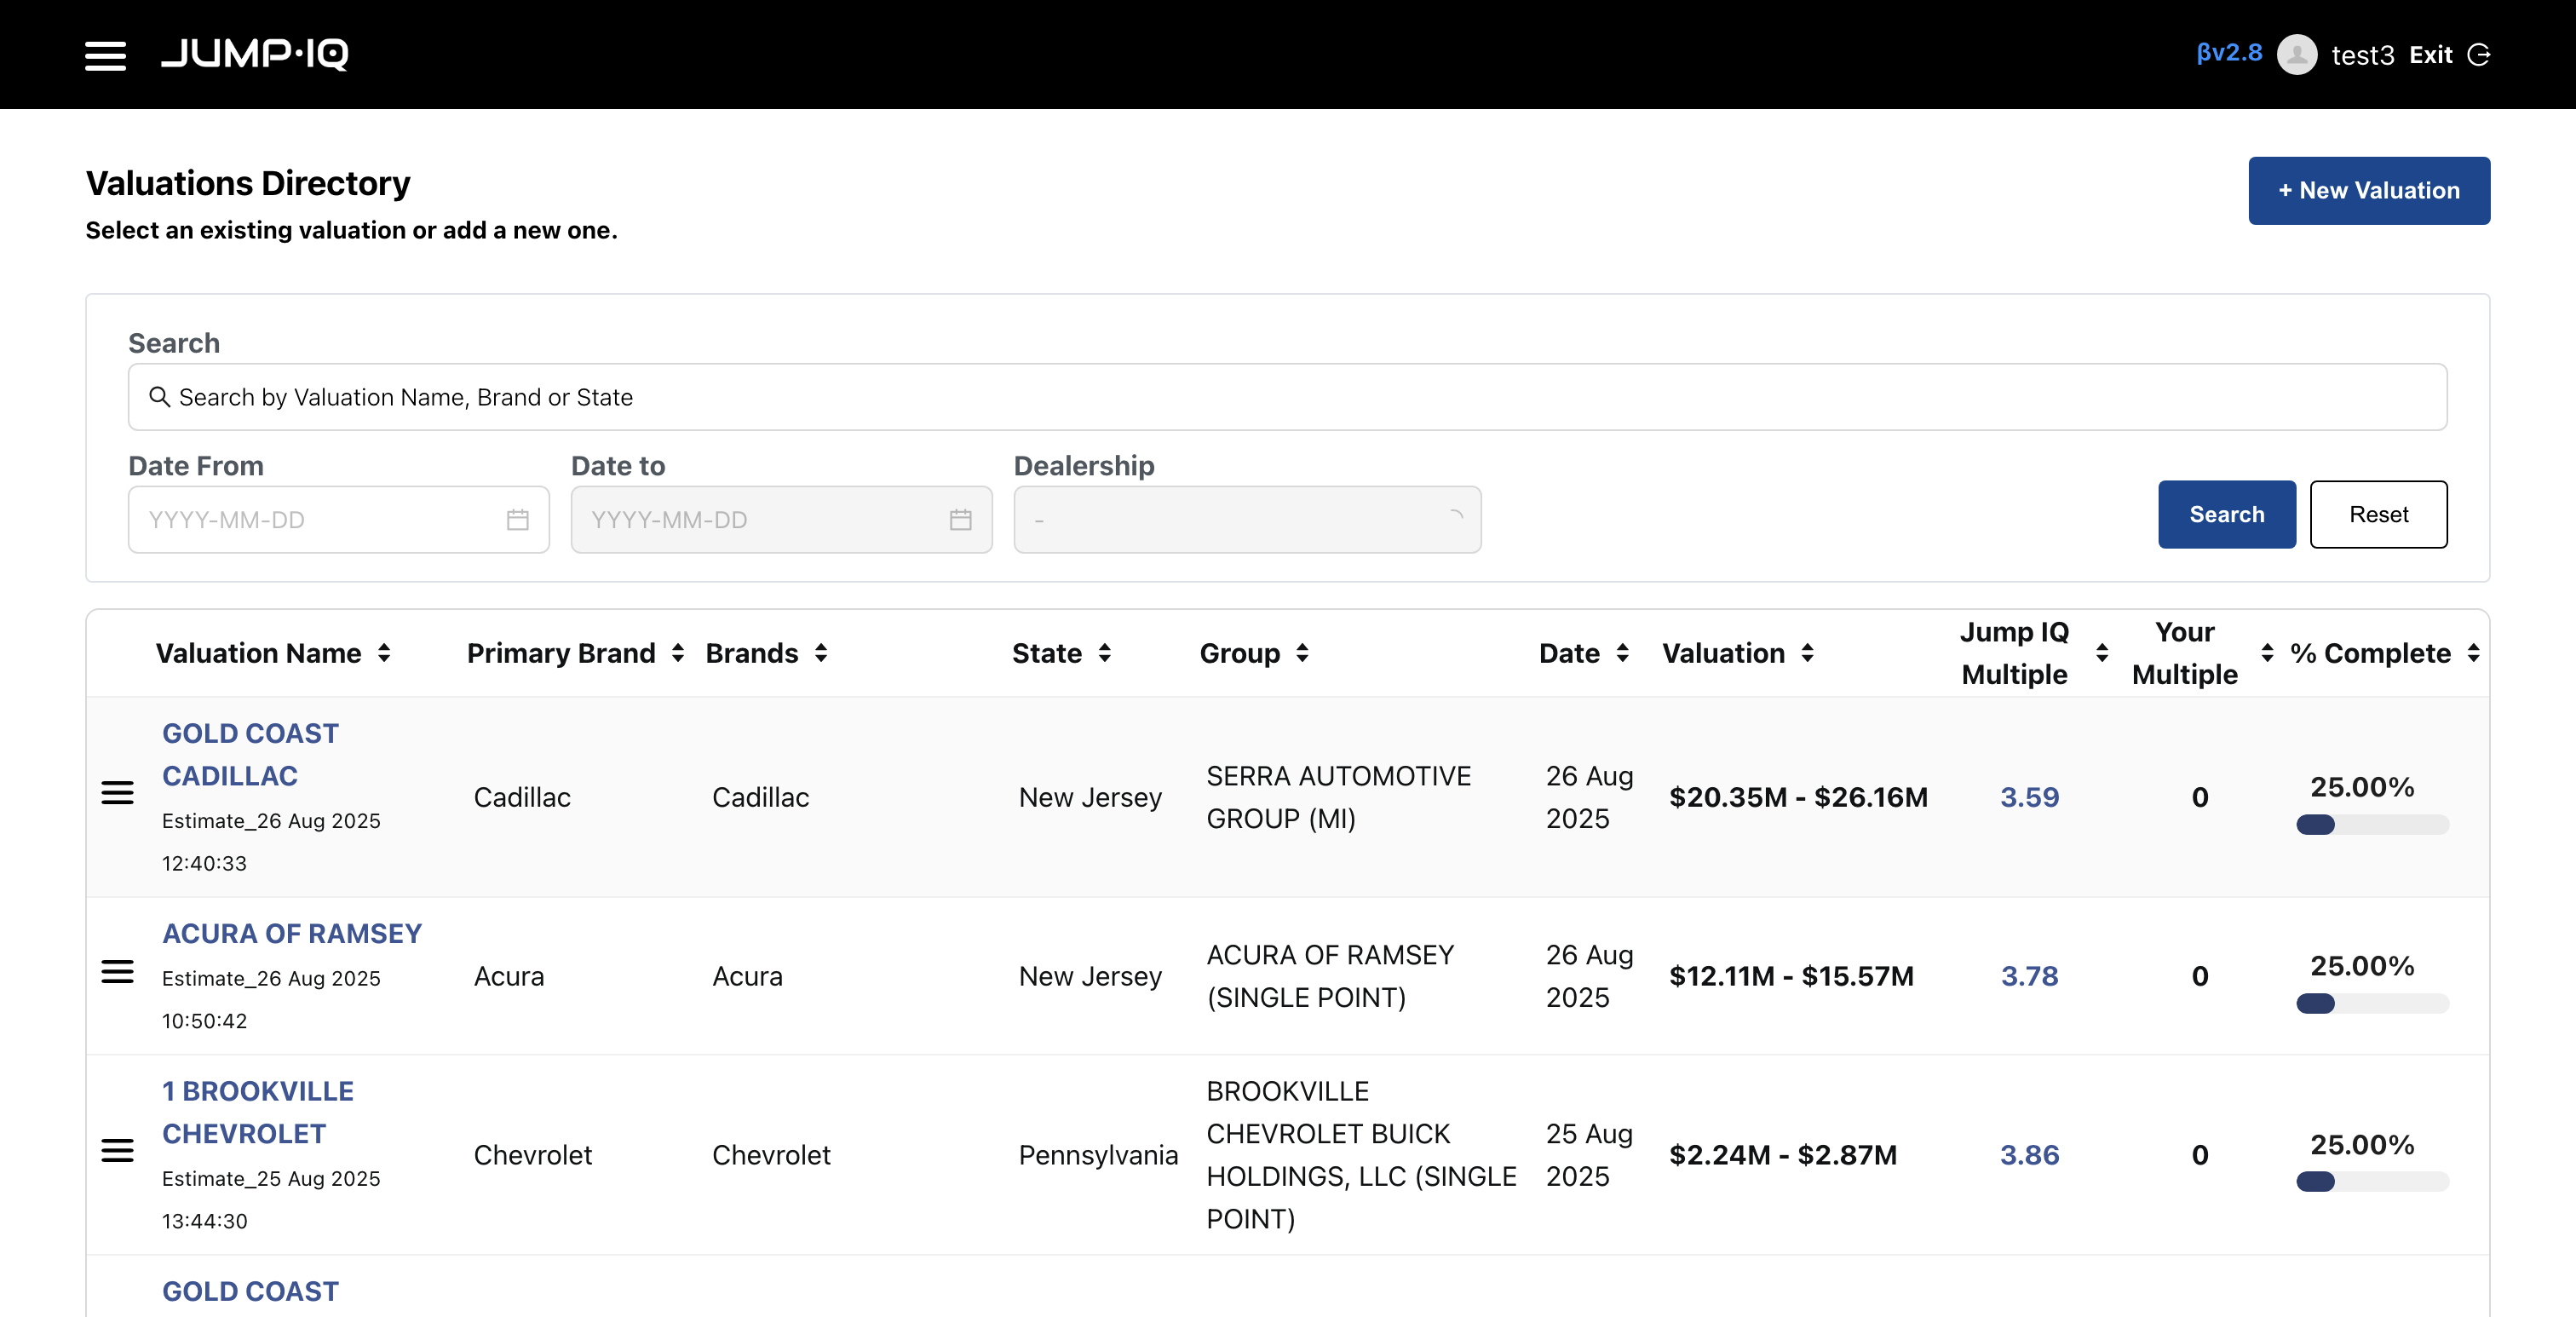 JUMP·IQ
βv2.8 test3 Exit
Valuations Directory
Select an existing valuation or add a new one.
+ New Valuation
Search
Search by Valuation Name, Brand or State
Date From Date to Dealership
YYYY-MM-DD YYYY-MM-DD - Search Reset
Valuation Name Primary Brand Brands State Group Date Valuation Jump IQ Multiple Your Multiple % Complete
GOLD COAST
CADILLAC
Estimate_26 Aug 2025
12:40:33
Cadillac
Cadillac
New Jersey
SERRA AUTOMOTIVE
GROUP (MI)
26 Aug
2025
$20.35M - $26.16M
3.59
0
25.00%
ACURA OF RAMSEY
Estimate_26 Aug 2025
10:50:42
Acura
Acura
New Jersey
ACURA OF RAMSEY
(SINGLE POINT)
26 Aug
2025
$12.11M - $15.57M
3.78
0
25.00%
1 BROOKVILLE
CHEVROLET
Estimate_25 Aug 2025
13:44:30
Chevrolet
Chevrolet
Pennsylvania
BROOKVILLE
CHEVROLET BUICK
HOLDINGS, LLC (SINGLE
POINT)
25 Aug
2025
$2.24M - $2.87M
3.86
0
25.00%
GOLD COAST